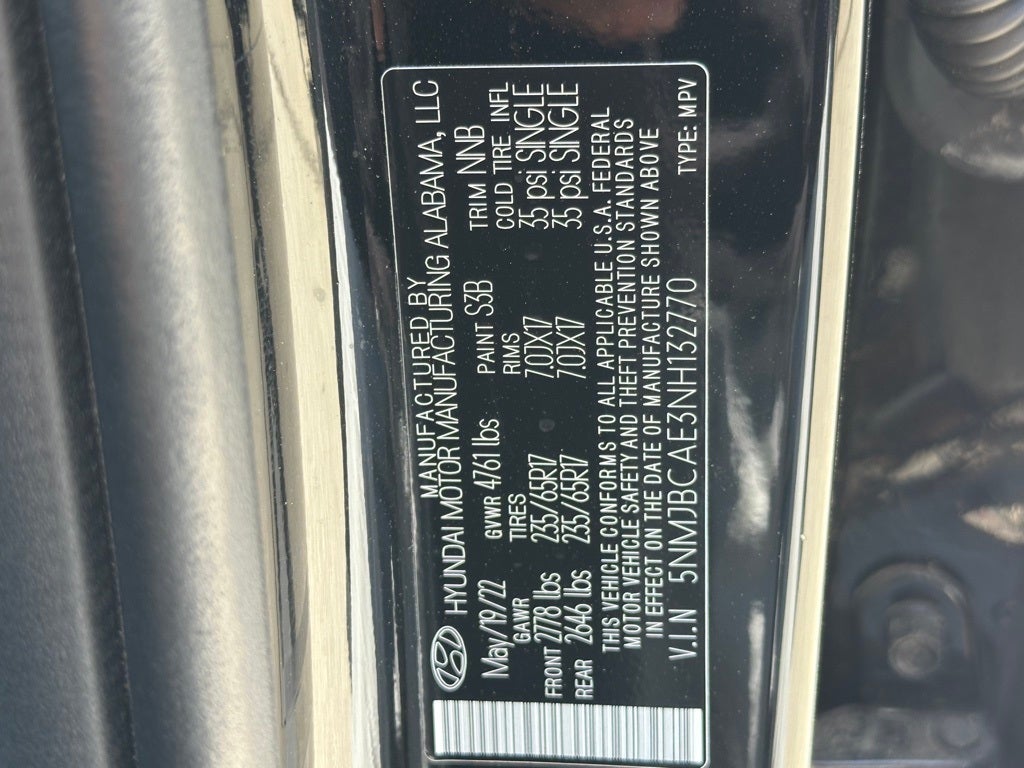 MANUFACTURED BY
HYUNDAI MOTOR MANUFACTURING ALABAMA, LLC
May/19/22 GVWR 4761 lbs PAINT S3B TRIM NNB
GAWR TIRES RIMS COLD TIRE INFL
FRONT 2778 lbs 235/65R17 7.0JX17 35 psi SINGLE
REAR 2646 lbs 235/65R17 7.0JX17 35 psi SINGLE
THIS VEHICLE CONFORMS TO ALL APPLICABLE U.S.A. FEDERAL
MOTOR VEHICLE SAFETY AND THEFT PREVENTION STANDARDS
IN EFFECT ON THE DATE OF MANUFACTURE SHOWN ABOVE
V.I.N 5NMJBCAE3NH132770 TYPE: MPV